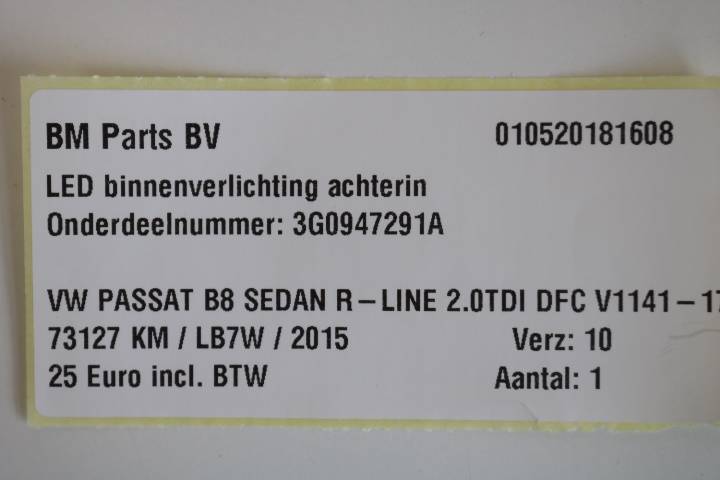 BM Parts BV 010520181608
LED binnenverlichting achterin
Onderdeelnummer: 3G0947291A
VW PASSAT B8 SEDAN R-LINE 2.0TDI DFC V1141-17
73127 KM / LB7W / 2015 Verz: 10
25 Euro incl. BTW Aantal: 1